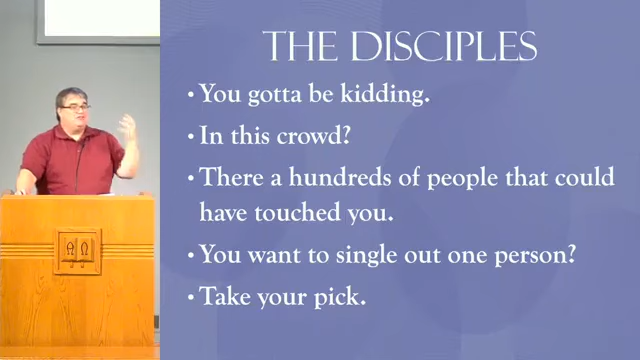 THE DISCIPLES
• You gotta be kidding.
• In this crowd?
• There a hundreds of people that could
have touched you.
• You want to single out one person?
• Take your pick.
Α Ω